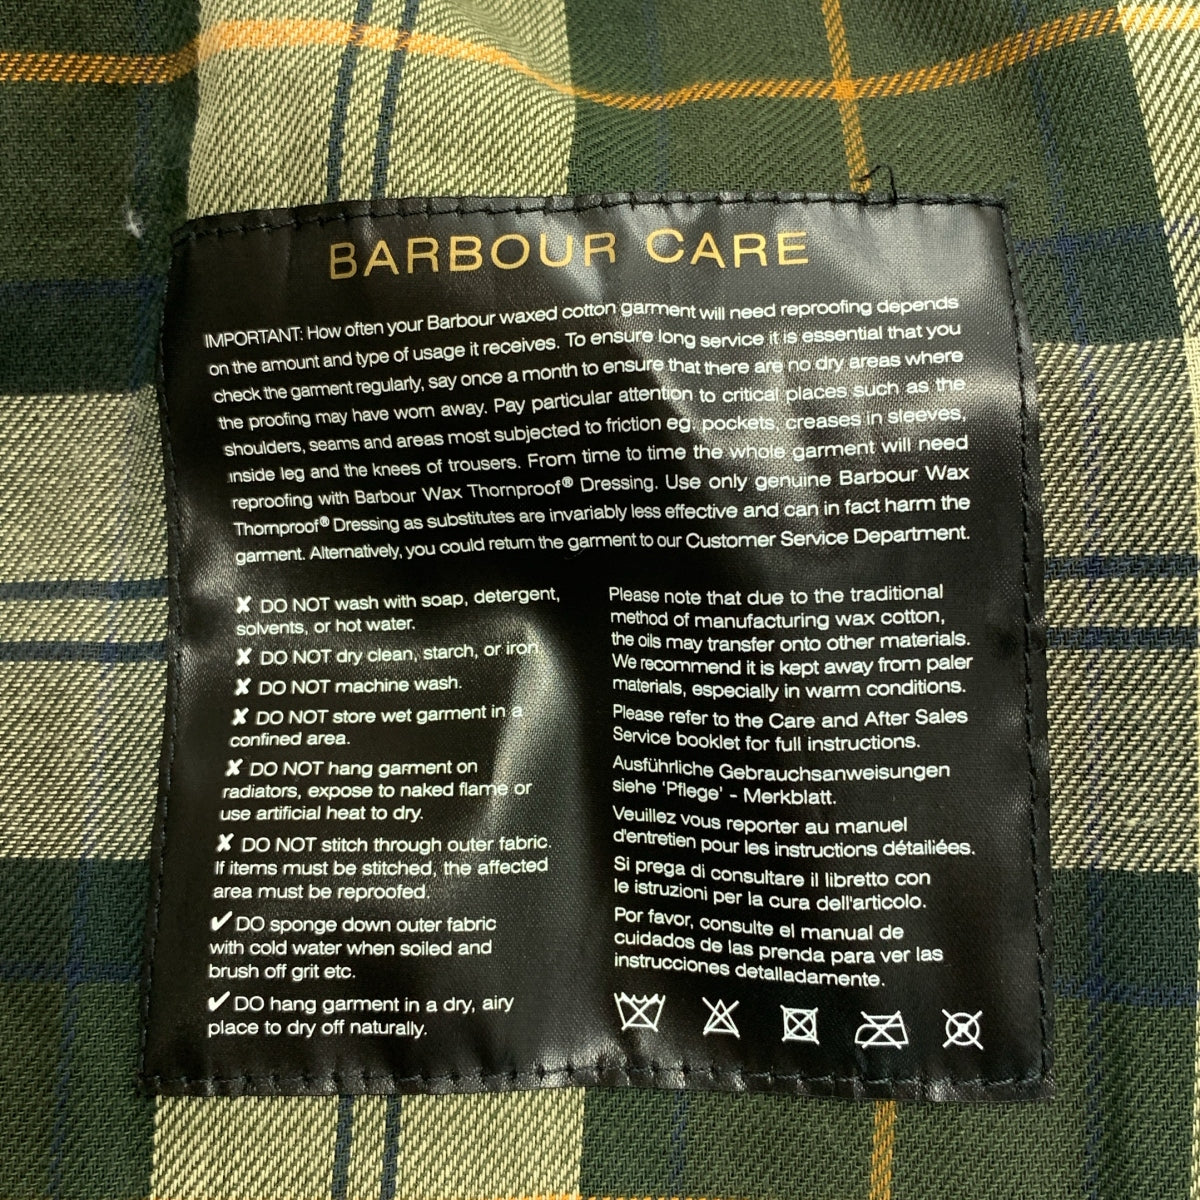 BARBOUR CARE
IMPORTANT: How often your Barbour waxed cotton garment will need reproofing depends
on the amount and type of usage it receives. To ensure long service it is essential that you
check the garment regularly, say once a month to ensure that there are no dry areas where
the proofing may have worn away. Pay particular attention to critical places such as the
shoulders, seams and areas most subjected to friction eg. pockets, creases in sleeves,
inside leg and the knees of trousers. From time to time the whole garment will need
reproofing with Barbour Wax Thornproof® Dressing. Use only genuine Barbour Wax
Thornproof® Dressing as substitutes are invariably less effective and can in fact harm the
garment. Alternatively, you could return the garment to our Customer Service Department.
✘ DO NOT wash with soap, detergent,
solvents, or hot water.
✘ DO NOT dry clean, starch, or iron
✘ DO NOT machine wash.
✘ DO NOT store wet garment in a
confined area.
✘ DO NOT hang garment on
radiators, expose to naked flame or
use artificial heat to dry.
✘ DO NOT stitch through outer fabric.
If items must be stitched, the affected
area must be reproofed.
✔ DO sponge down outer fabric
with cold water when soiled and
brush off grit etc.
✔ DO hang garment in a dry, airy
place to dry off naturally.
Please note that due to the traditional
method of manufacturing wax cotton,
the oils may transfer onto other materials.
We recommend it is kept away from paler
materials, especially in warm conditions.
Please refer to the Care and After Sales
Service booklet for full instructions.
Ausführliche Gebrauchsanweisungen
siehe 'Pflege' - Merkblatt.
Veuillez vous reporter au manuel
d'entretien pour les instructions détailiées.
Si prega di consultare il libretto con
le istruzioni per la cura dell'articolo.
Por favor, consulte el manual de
cuidados de las prenda para ver las
instrucciones detalladamente.